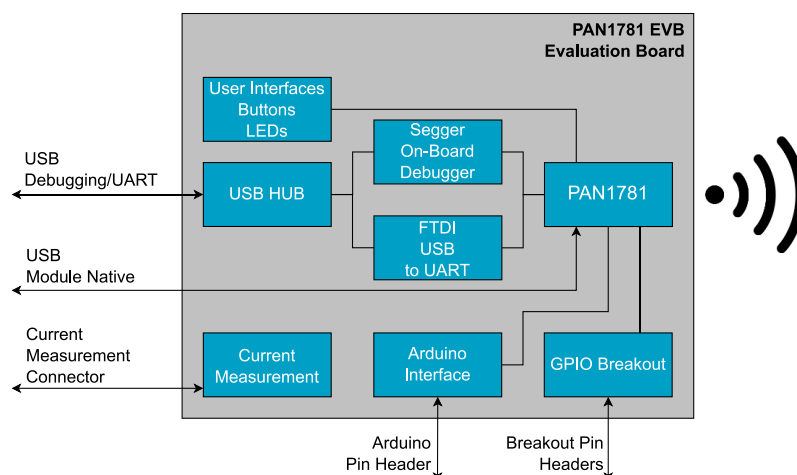 PAN1781 EVB
Evaluation Board
User Interfaces
Buttons
LEDs
Segger
On-Board
Debugger
USB
Debugging/UART
USB HUB
PAN1781
FTDI
USB
to UART
USB
Module Native
Current
Measurement
Connector
Current
Measurement
Arduino
Interface
GPIO Breakout
Arduino
Pin Header
Breakout Pin
Headers